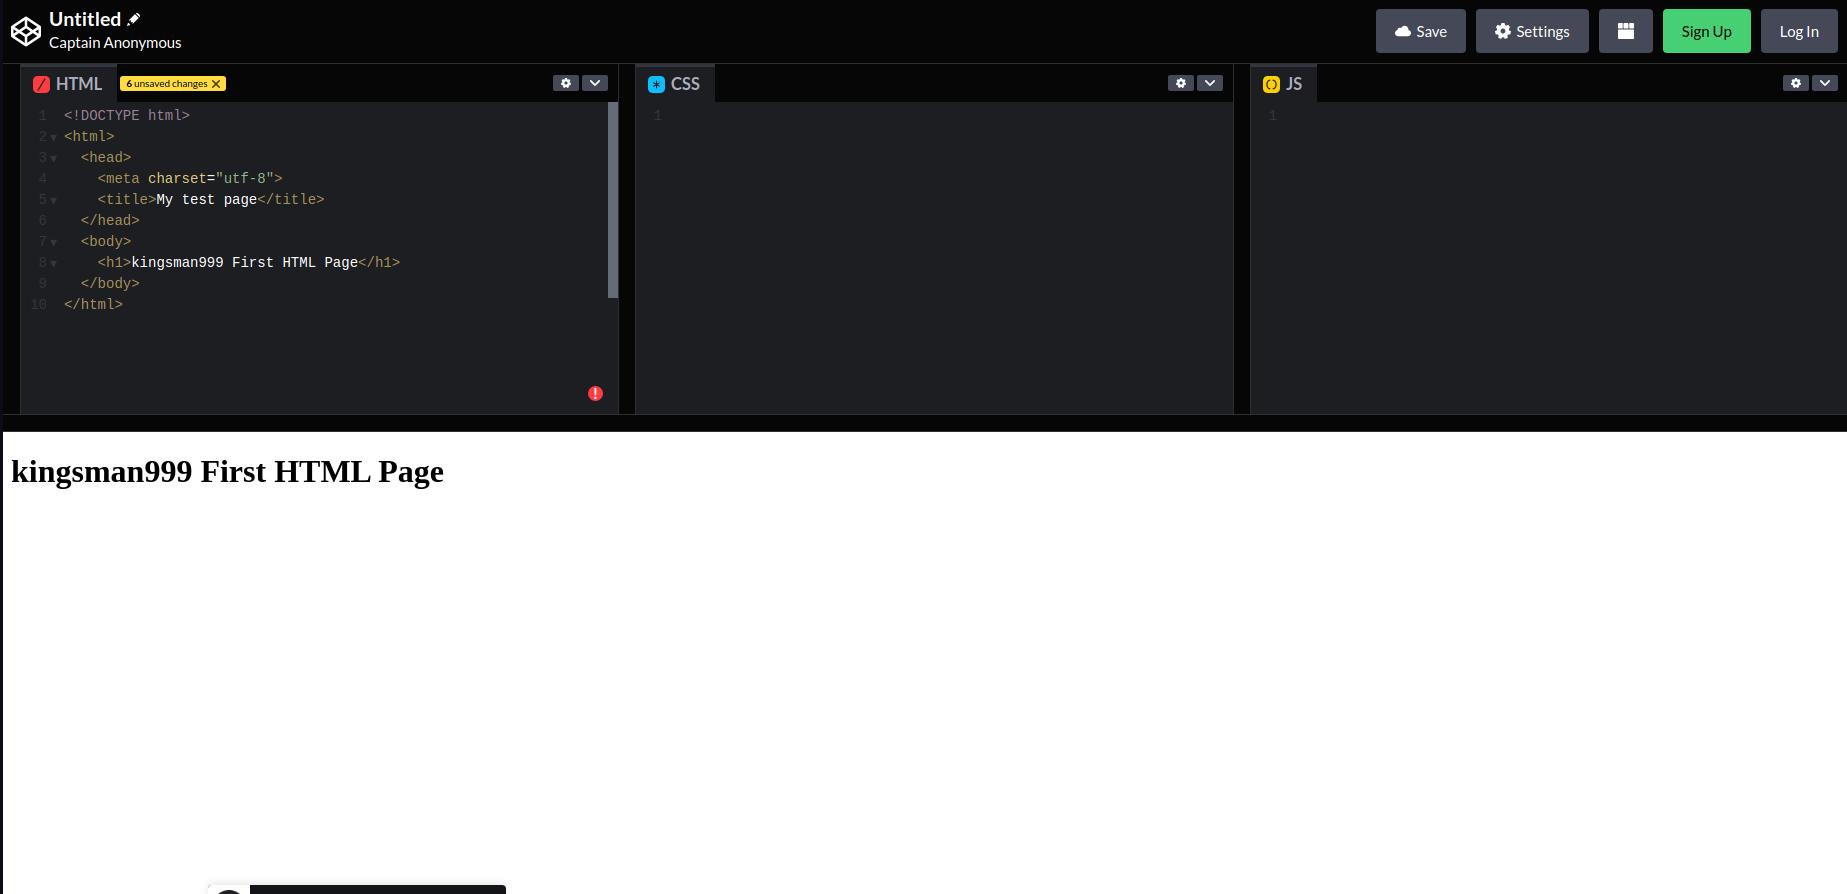 Untitled
Captain Anonymous
Save
Settings
Sign Up
Log In
HTML
6 unsaved changes
CSS
JS
1 <!DOCTYPE html>
2 <html>
3 <head>
4 <meta charset="utf-8">
5 <title>My test page</title>
6 </head>
7 <body>
8 <h1>kingsman999 First HTML Page</h1>
9 </body>
10 </html>
1
1
kingsman999 First HTML Page